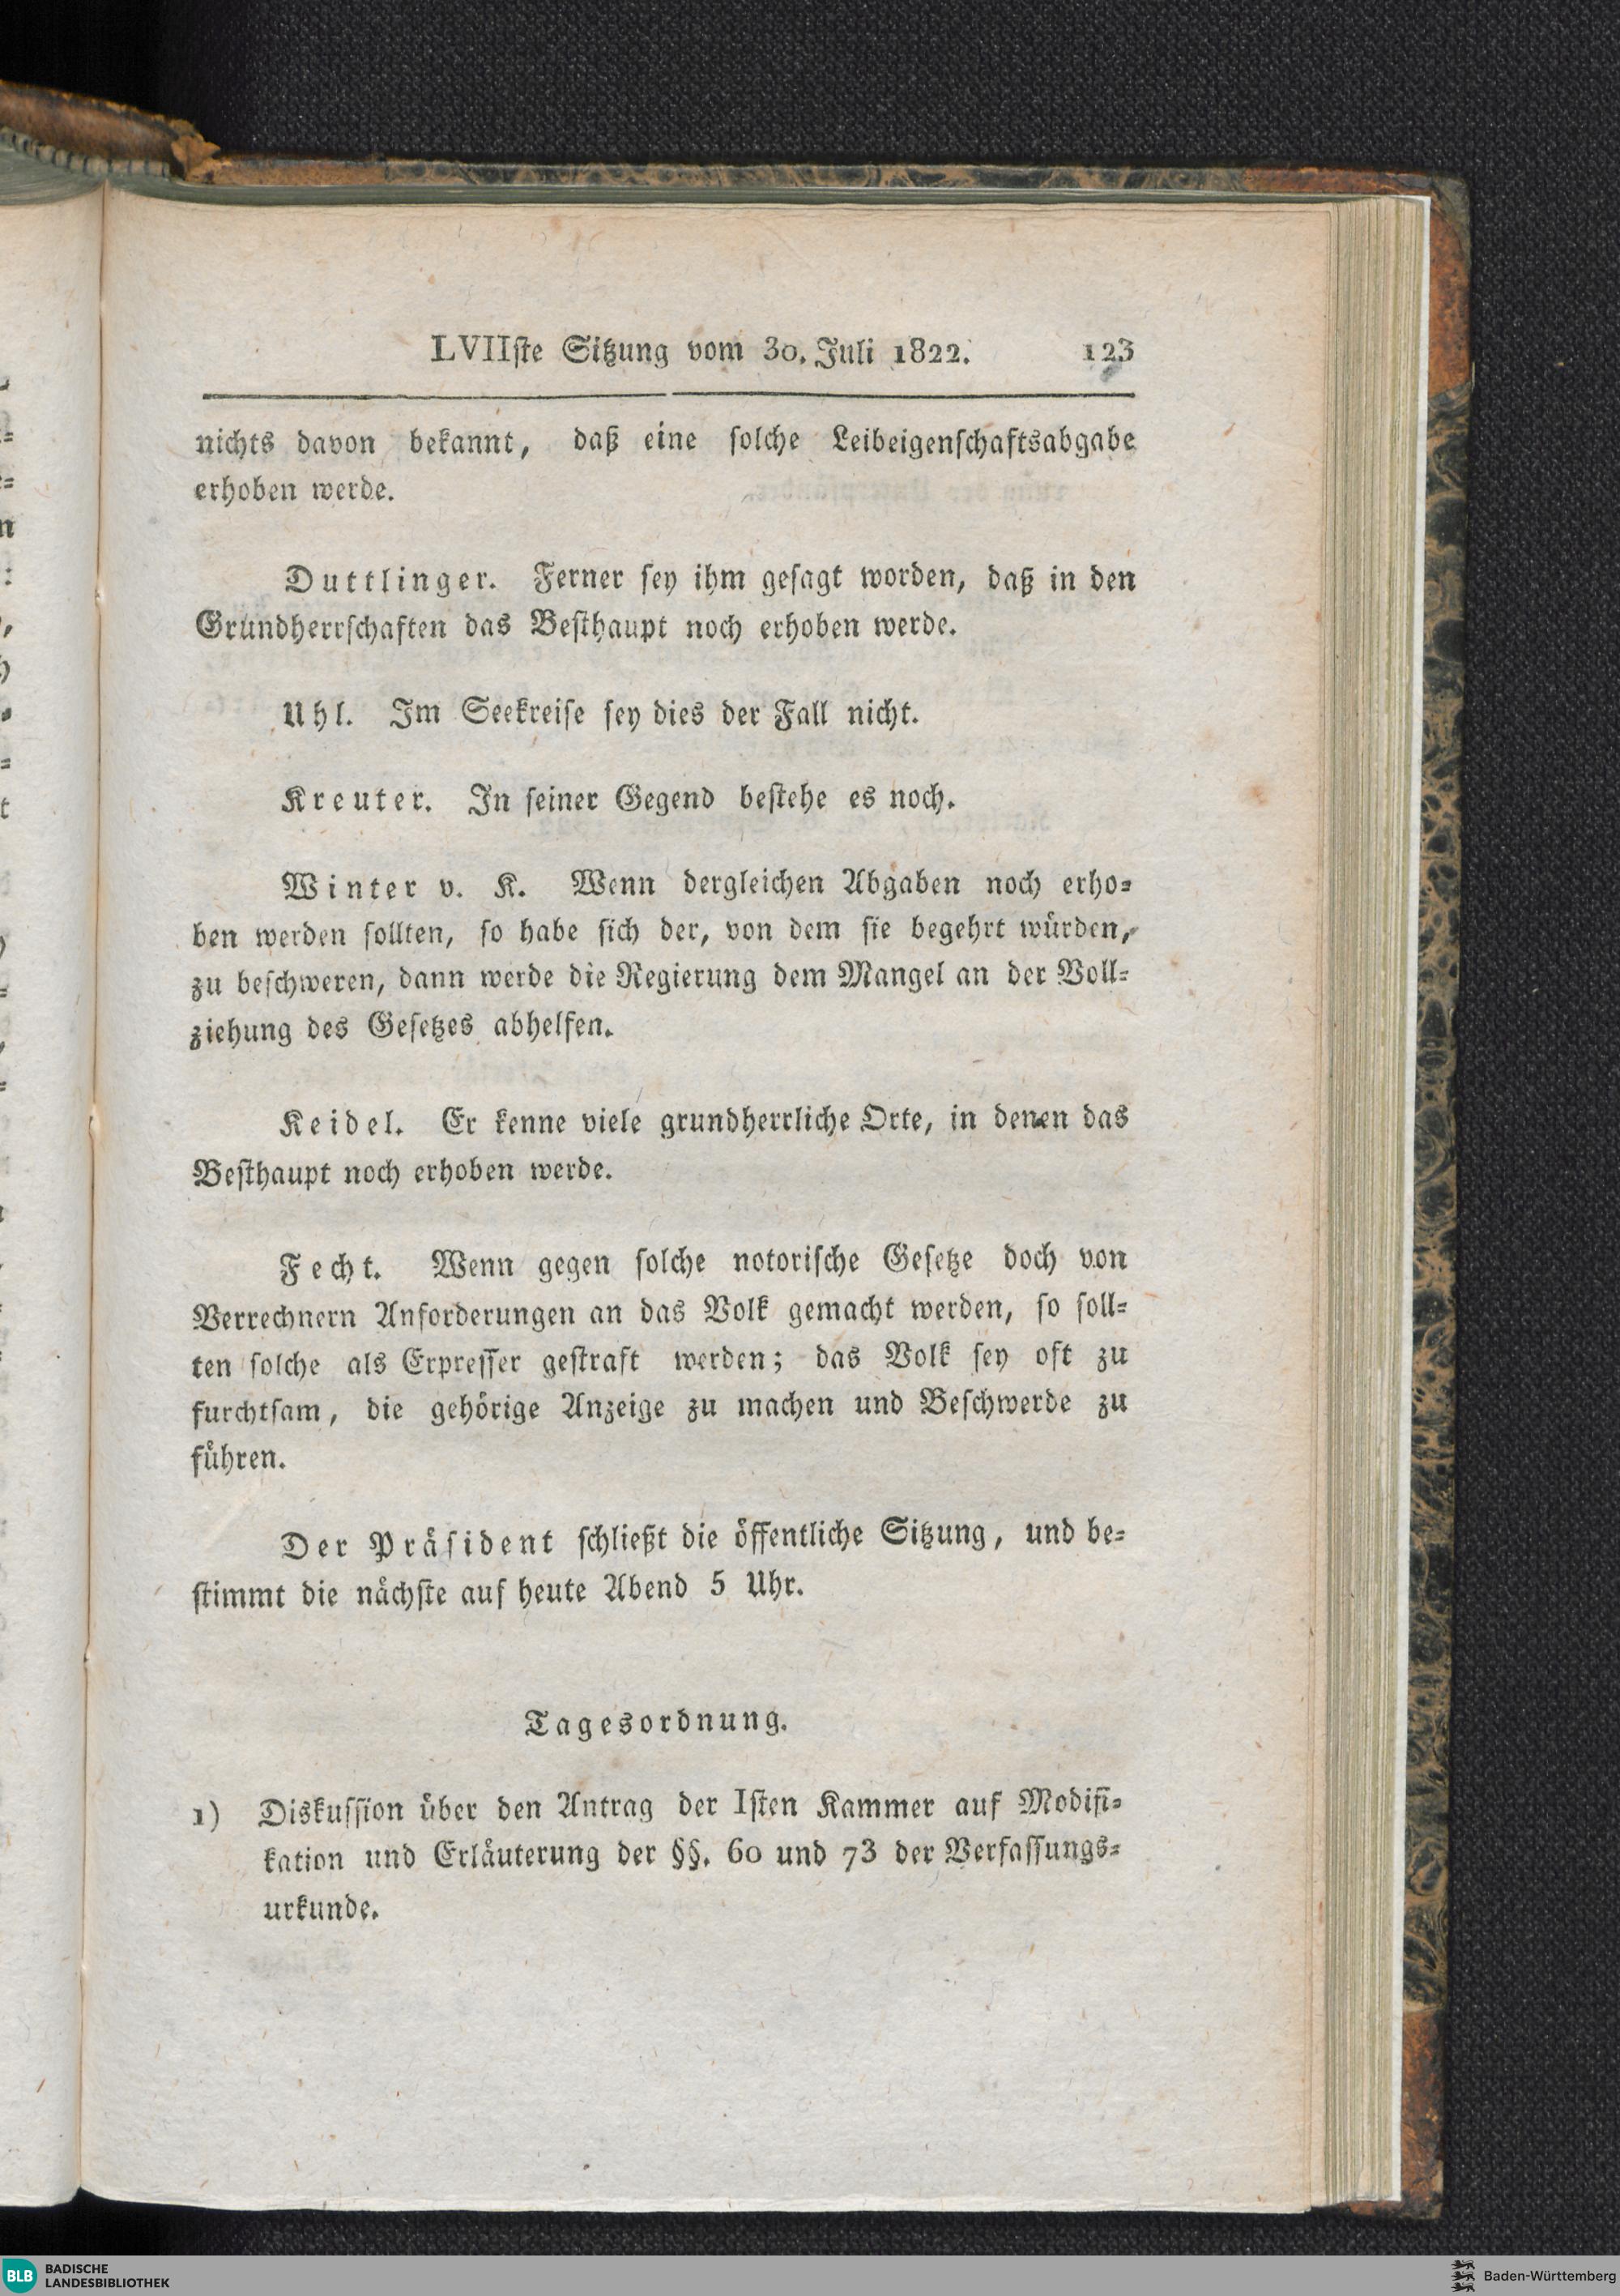 LVIIſte Sitzung vom 30. Juli 1822. 123
nichts davon bekannt, daß eine ſolche Leibeigenſchaftsabgabe
erhoben werde.
Duttlinger. Ferner ſey ihm geſagt worden, daß in den
Grundherrſchaften das Beſthaupt noch erhoben werde.
Uhl. Im Seekreiſe ſey dies der Fall nicht.
Kreuter. In ſeiner Gegend beſtehe es noch.
Winter v. K. Wenn dergleichen Abgaben noch erho-
ben werden ſollten, ſo habe ſich der, von dem ſie begehrt würden,
zu beſchweren, dann werde die Regierung dem Mangel an der Voll-
ziehung des Geſetzes abhelfen.
Keidel. Er kenne viele grundherrliche Orte, in denen das
Beſthaupt noch erhoben werde.
Fecht. Wenn gegen ſolche notoriſche Geſetze doch von
Verrechnern Anforderungen an das Volk gemacht werden, ſo ſoll-
ten ſolche als Erpreſſer geſtraft werden; das Volk ſey oft zu
furchtſam, die gehörige Anzeige zu machen und Beſchwerde zu
führen.
Der Präſident ſchließt die öffentliche Sitzung, und be-
ſtimmt die nächſte auf heute Abend 5 Uhr.
Tagesordnung.
1) Diskuſſion über den Antrag der Iſten Kammer auf Modifi-
kation und Erläuterung der §§. 60 und 73 der Verfaſſungs-
urkunde.
BLB BADISCHE
LANDESBIBLIOTHEK
Baden-Württemberg